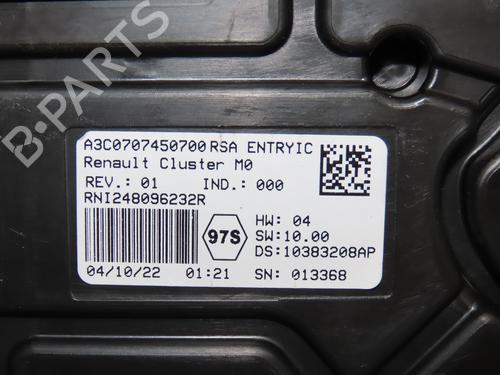 A3C0707450700 RSA ENTRYIC
Renault Cluster M0
REV.: 01 IND.: 000
RNI248096232R
97S
HW: 04
SW:10.00
DS:10383208AP
04/10/22 01:21 SN: 013368
B-PARTS